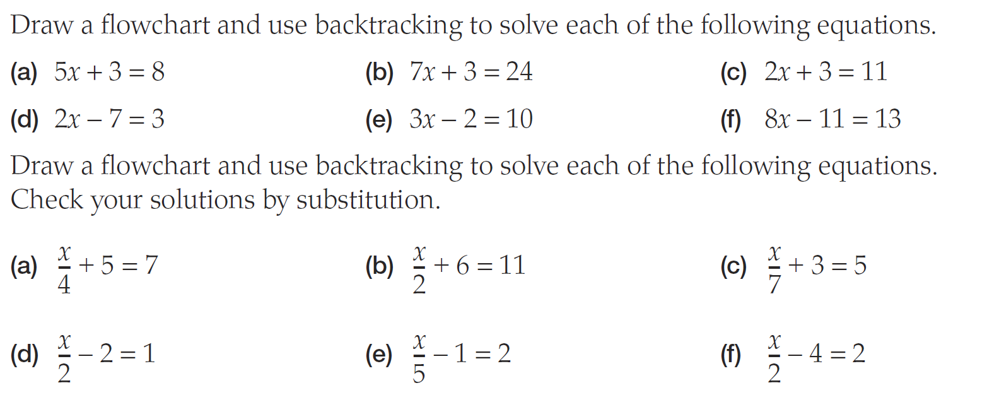 Draw a flowchart and use backtracking to solve each of the following equations.
(a) 5x + 3 = 8 (b) 7x + 3 = 24 (c) 2x + 3 = 11
(d) 2x – 7 = 3 (e) 3x – 2 = 10 (f) 8x – 11 = 13
Draw a flowchart and use backtracking to solve each of the following equations.
Check your solutions by substitution.
(a) x/4 + 5 = 7 (b) x/2 + 6 = 11 (c) x/7 + 3 = 5
(d) x/2 – 2 = 1 (e) x/5 – 1 = 2 (f) x/2 – 4 = 2